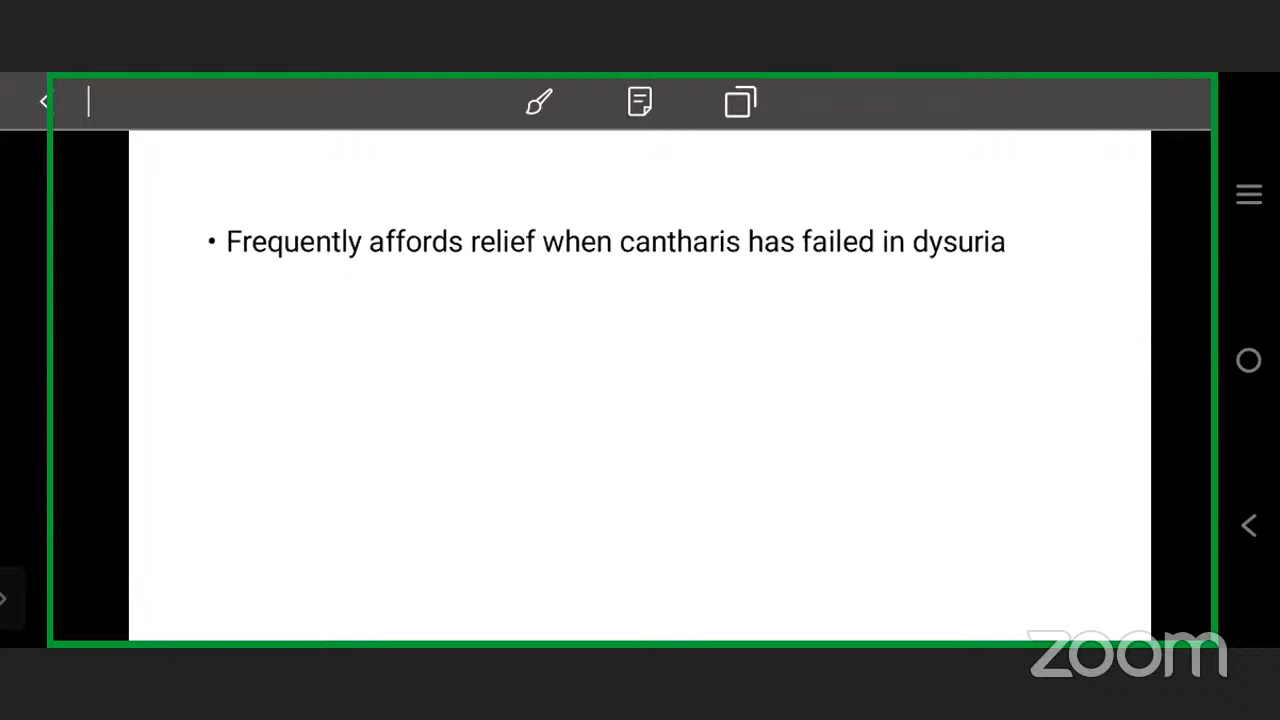 • Frequently affords relief when cantharis has failed in dysuria
zoom